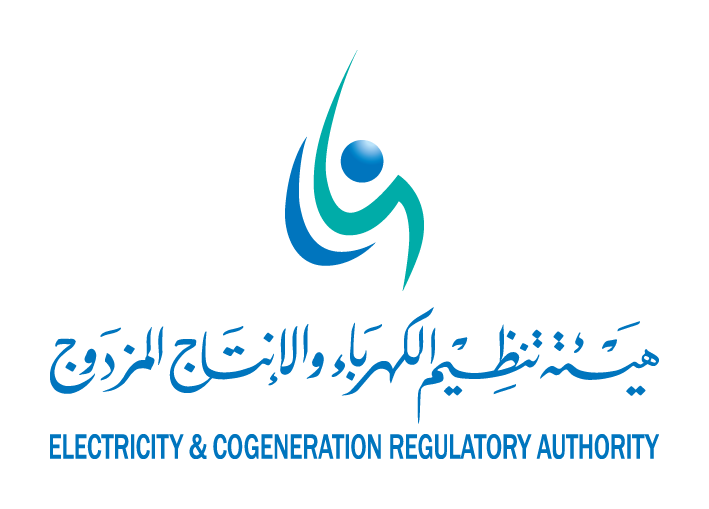 هيئة تنظيم الكهرباء والإنتاج المزدوج
ELECTRICITY & COGENERATION REGULATORY AUTHORITY